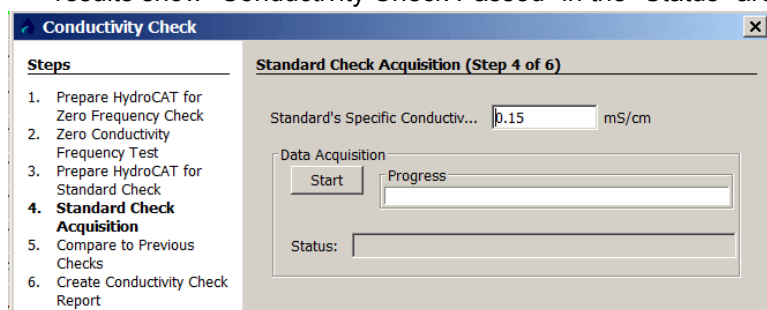 results show "Conductivity Check Passed" in the "Status" are
Conductivity Check
Steps
1. Prepare HydroCAT for
Zero Frequency Check
2. Zero Conductivity
Frequency Test
3. Prepare HydroCAT for
Standard Check
4. Standard Check
Acquisition
5. Compare to Previous
Checks
6. Create Conductivity Check
Report
Standard Check Acquisition (Step 4 of 6)
Standard's Specific Conductiv... 0.15 mS/cm
Data Acquisition
Start
Progress
Status: